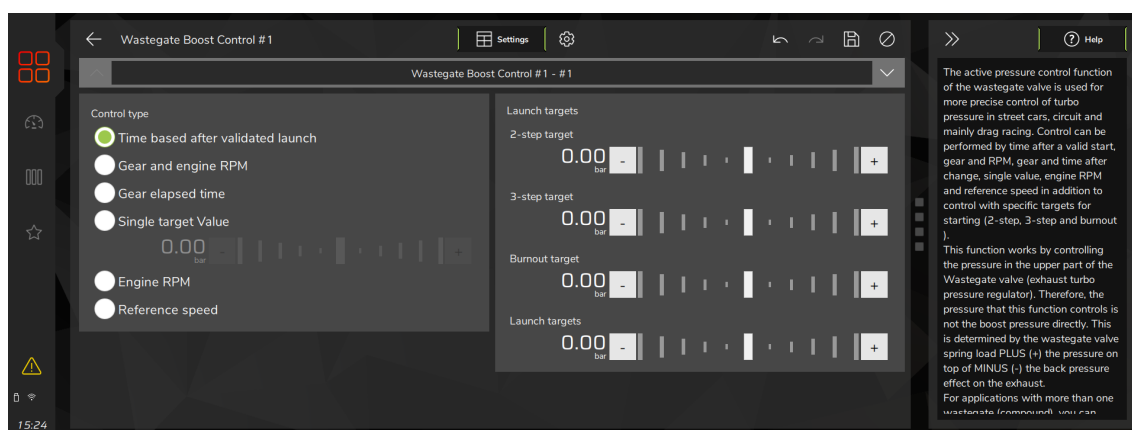 Wastegate Boost Control #1
Settings
Help
Wastegate Boost Control #1 - #1
Control type
Time based after validated launch
Gear and engine RPM
Gear elapsed time
Single target Value
0.00
bar
-
+
Engine RPM
Reference speed
Launch targets
2-step target
0.00
bar
-
+
3-step target
0.00
bar
-
+
Burnout target
0.00
bar
-
+
Launch targets
0.00
bar
-
+
The active pressure control function
of the wastegate valve is used for
more precise control of turbo
pressure in street cars, circuit and
mainly drag racing. Control can be
performed by time after a valid start,
gear and RPM, gear and time after
change, single value, engine RPM
and reference speed in addition to
control with specific targets for
starting (2-step, 3-step and burnout
).
This function works by controlling
the pressure in the upper part of the
Wastegate valve (exhaust turbo
pressure regulator). Therefore, the
pressure that this function controls is
not the boost pressure directly. This
is determined by the wastegate valve
spring load PLUS (+) the pressure on
top of MINUS (-) the back pressure
effect on the exhaust.
For applications with more than one
wastegate (compound), you can
15:24